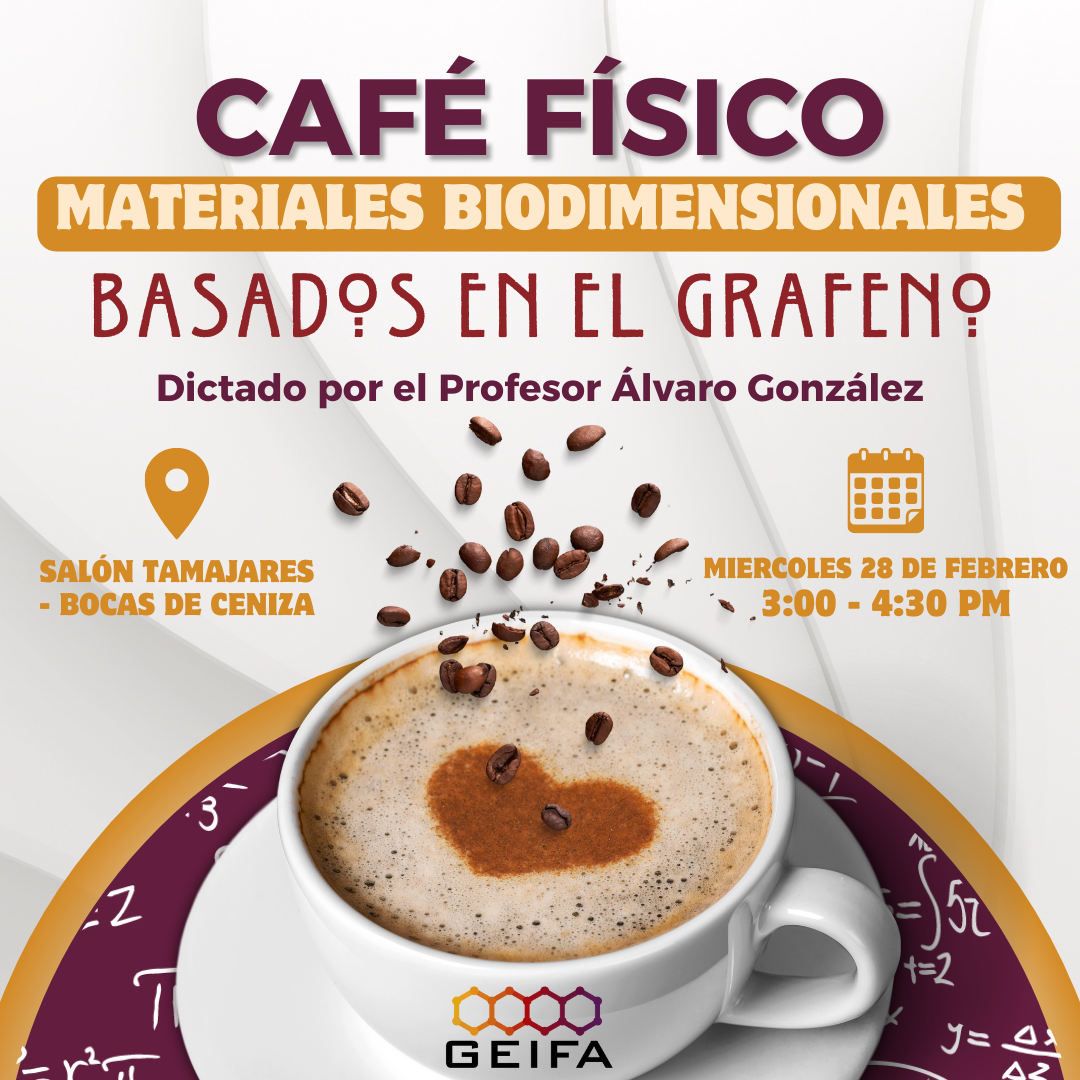 CAFÉ FÍSICO
MATERIALES BIODIMENSIONALES
BASADOS EN EL GRAFENO
Dictado por el Profesor Álvaro González
SALÓN TAMAJARES
- BOCAS DE CENIZA
MIERCOLES 28 DE FEBRERO
3:00 - 4:30 PM
GEIFA